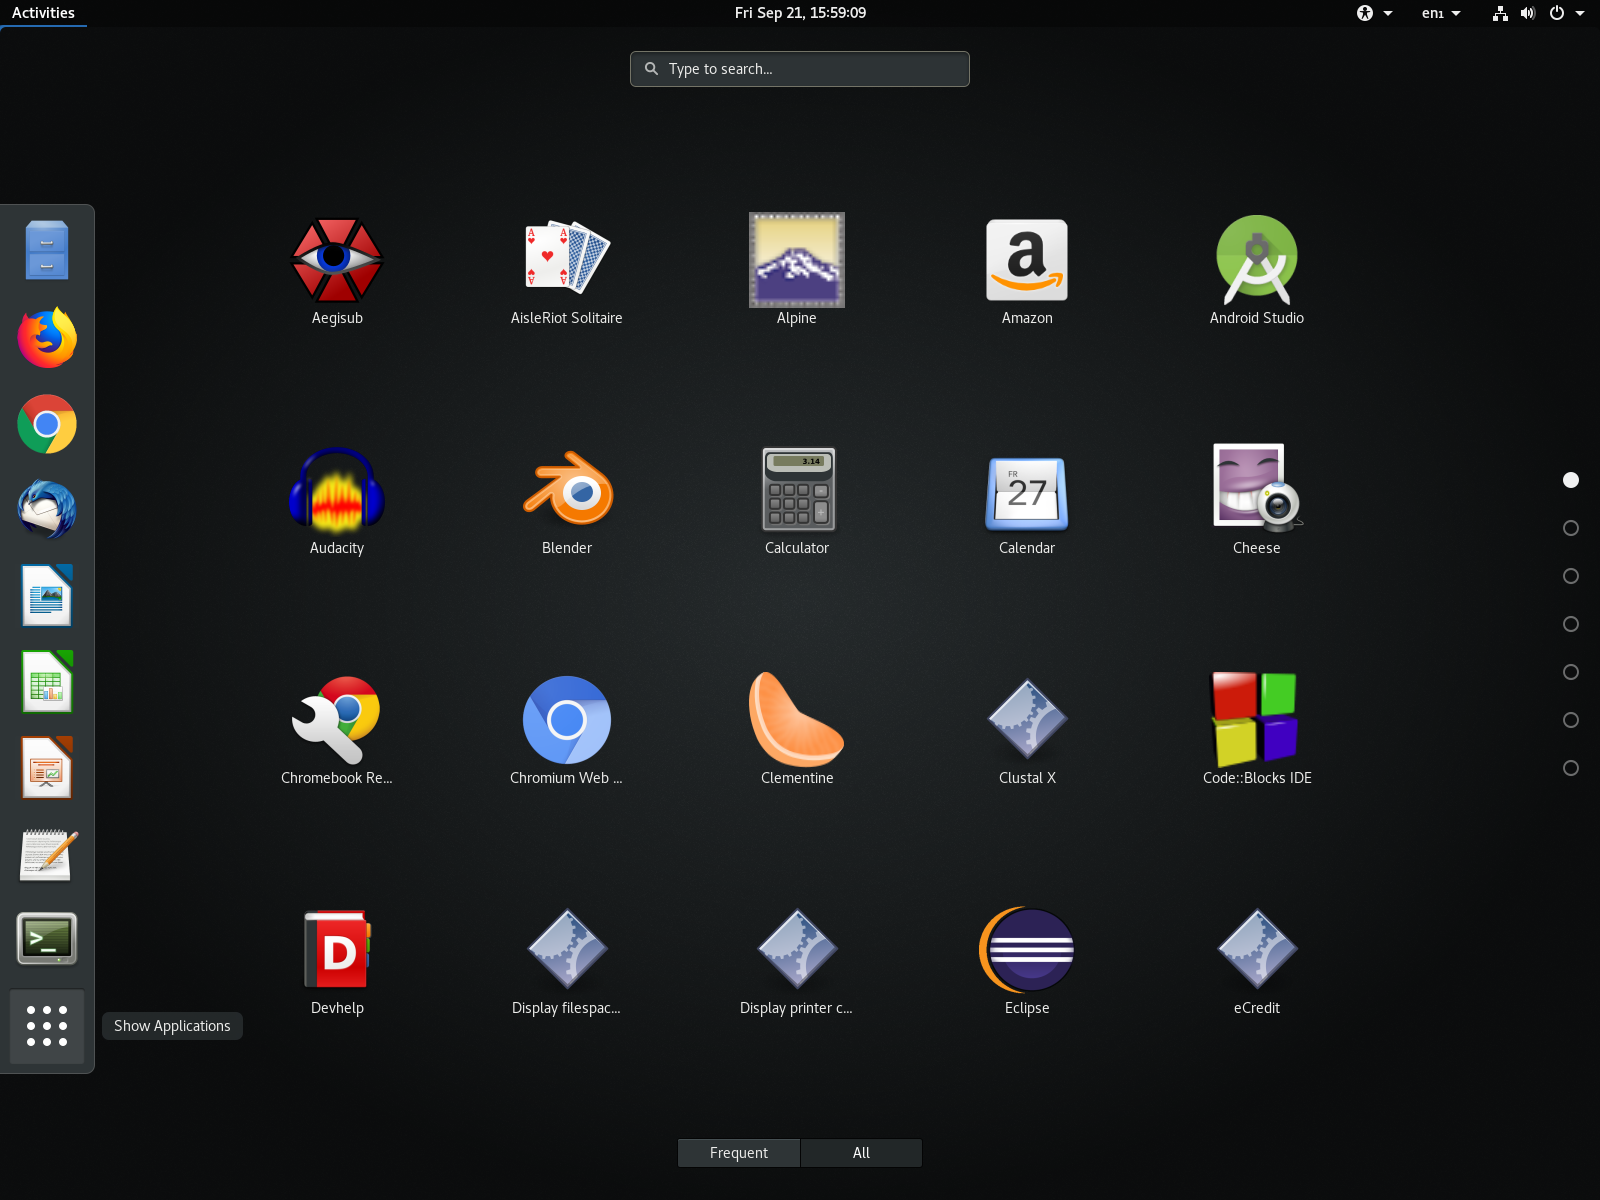 Activities
Fri Sep 21, 15:59:09
en₁
Type to search...
Aegisub
AisleRiot Solitaire
Alpine
Amazon
Android Studio
3.14
FR
27
Audacity
Blender
Calculator
Calendar
Cheese
Chromebook Re...
Chromium Web ...
Clementine
Clustal X
Code::Blocks IDE
D
Devhelp
Display filespac...
Display printer c...
Eclipse
eCredit
Show Applications
Frequent
All